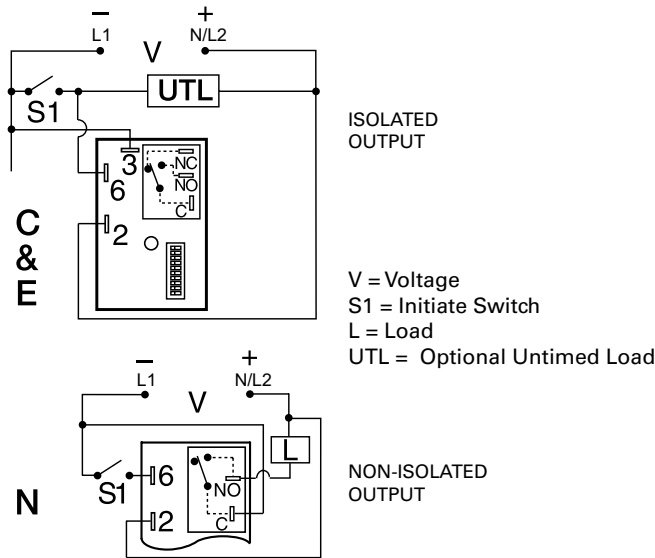 − +
L1 N/L2
V
UTL
S1
ISOLATED
OUTPUT
3
NC
NO
6
C
2
C
&
E
V = Voltage
S1 = Initiate Switch
L = Load
UTL = Optional Untimed Load
− +
L1 N/L2
V
L
6
NO
S1
N
2
C
NON-ISOLATED
OUTPUT